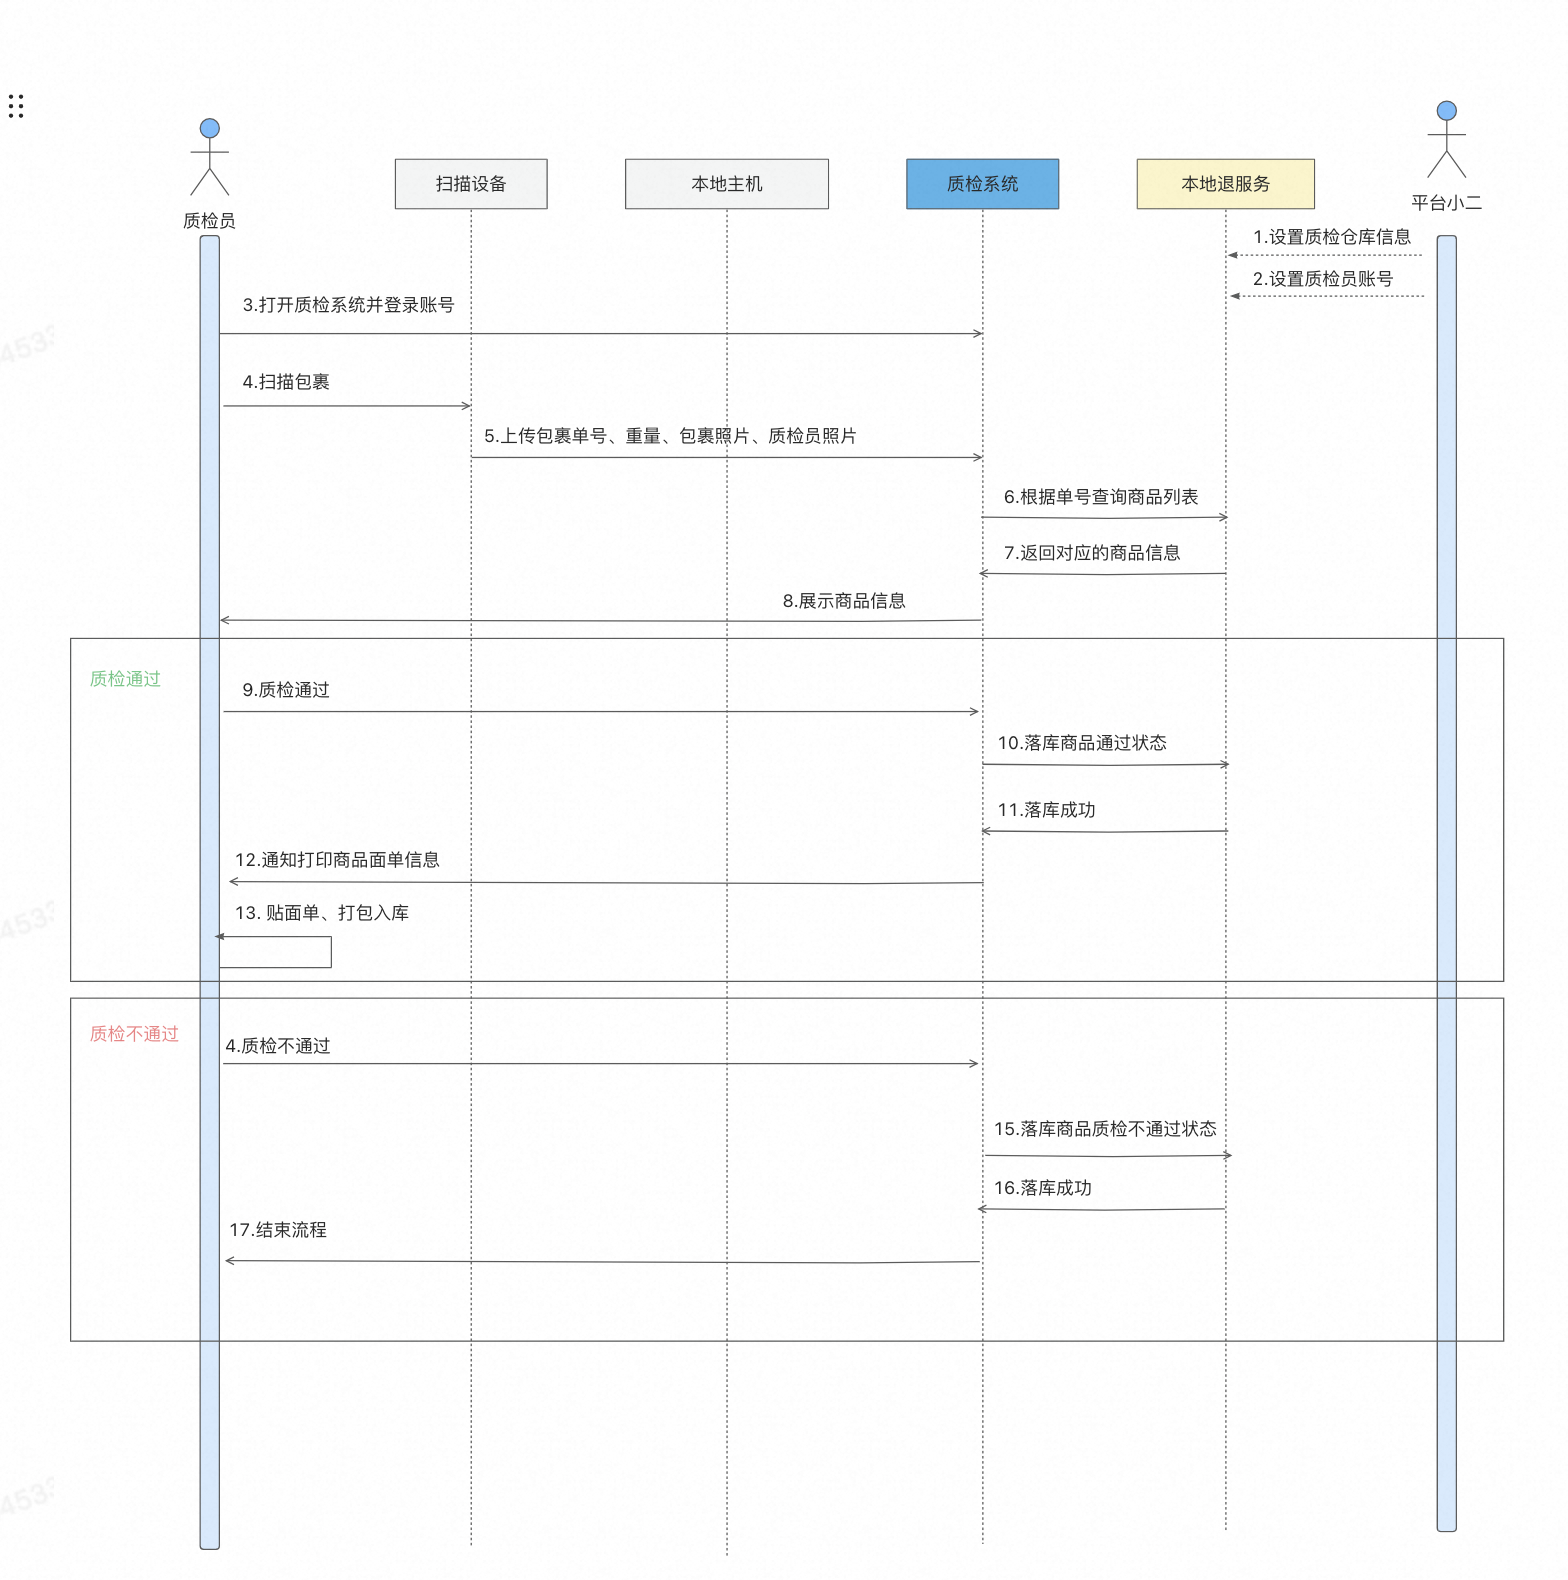 质检员
扫描设备
本地主机
质检系统
本地退服务
平台小二
1.设置质检仓库信息
2.设置质检员账号
3.打开质检系统并登录账号
4.扫描包裹
5.上传包裹单号、重量、包裹照片、质检员照片
6.根据单号查询商品列表
7.返回对应的商品信息
8.展示商品信息
质检通过
9.质检通过
10.落库商品通过状态
11.落库成功
12.通知打印商品面单信息
13. 贴面单、打包入库
质检不通过
4.质检不通过
15.落库商品质检不通过状态
16.落库成功
17.结束流程
4533
4533
4533